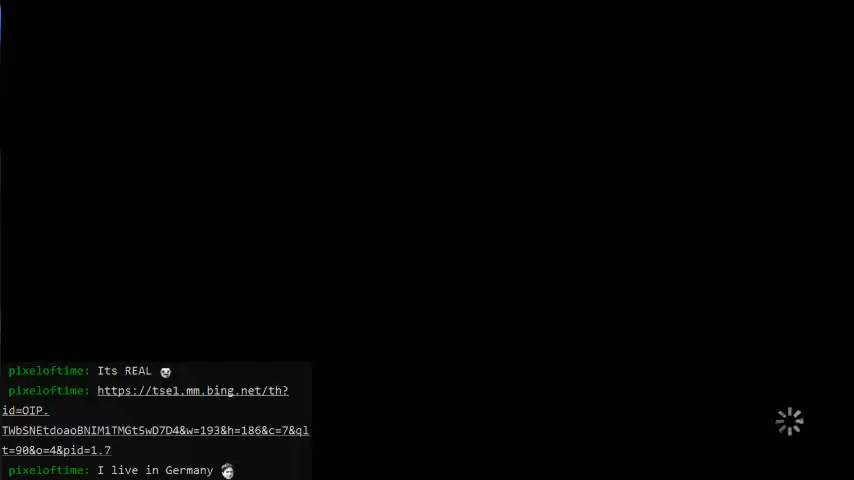 pixeloftime: Its REAL
pixeloftime: https://tse1.mm.bing.net/th?
id=OIP.
TWbSNEtdoaoBNIM1TMGt5wD7D4&w=193&h=186&c=7&ql
t=90&o=4&pid=1.7
pixeloftime: I live in Germany